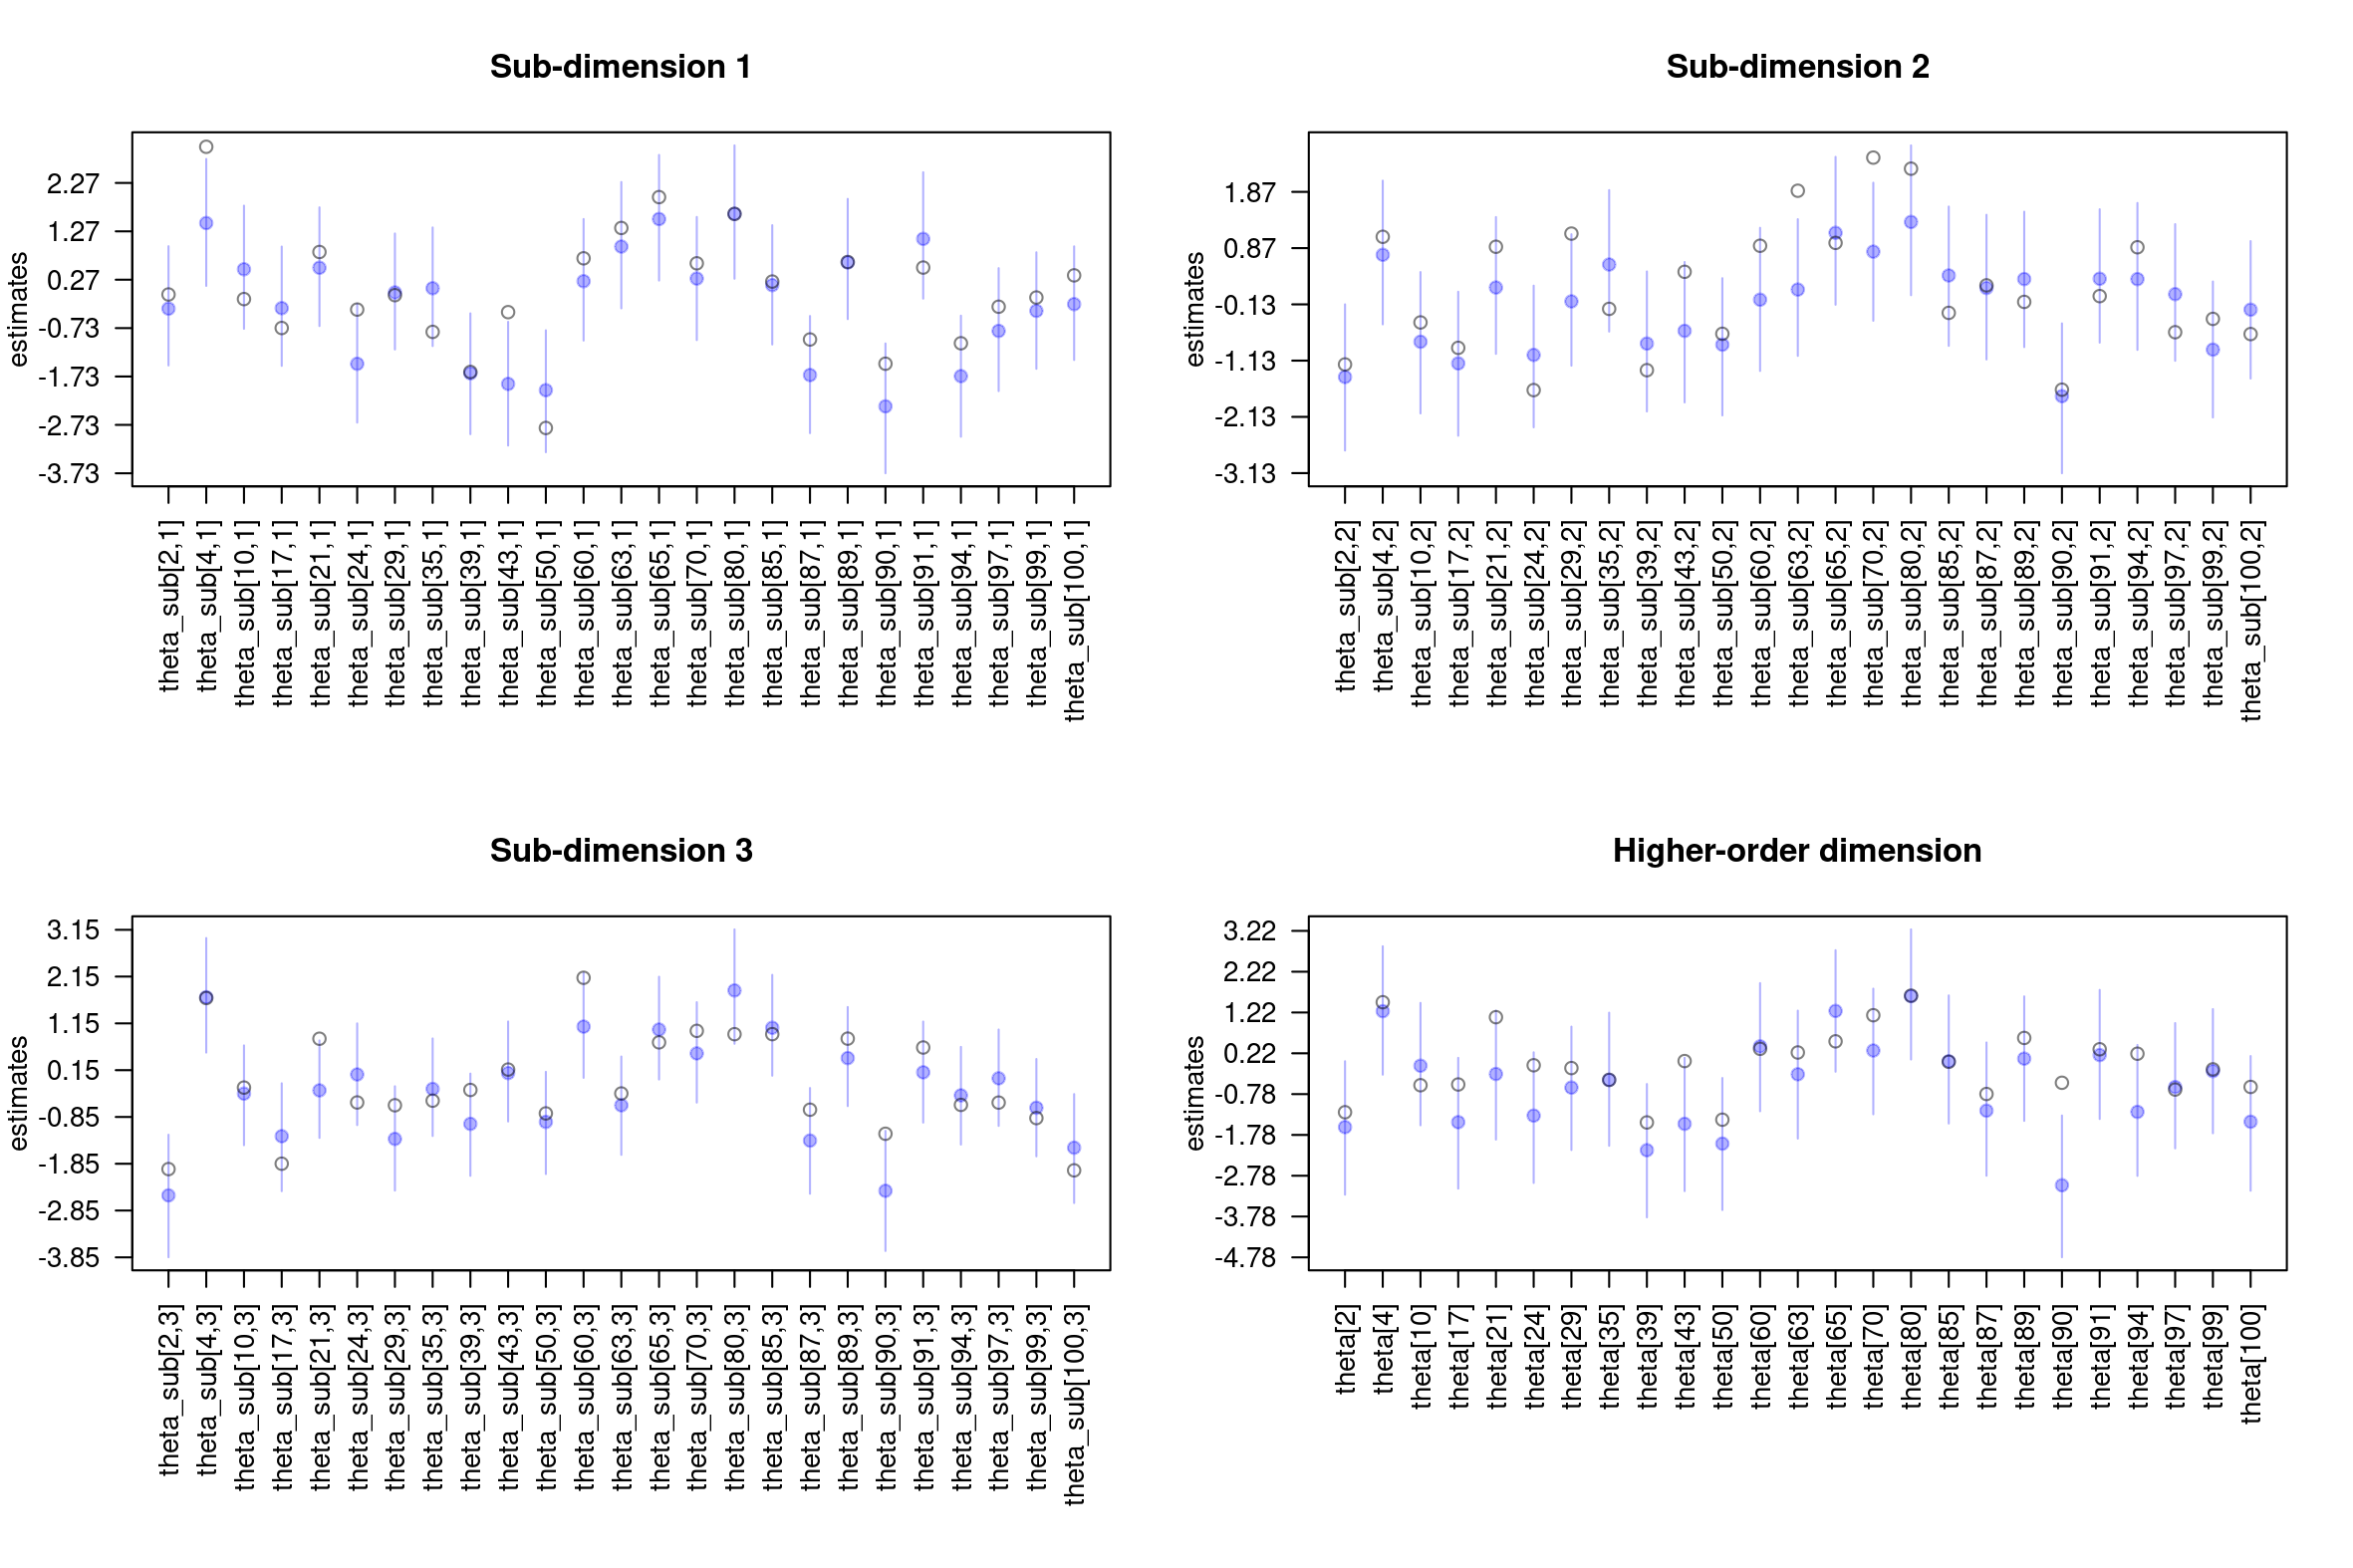 Sub-dimension 1
estimates
2.27
1.27
0.27
-0.73
-1.73
-2.73
-3.73
theta_sub[2,1]
theta_sub[4,1]
theta_sub[10,1]
theta_sub[17,1]
theta_sub[21,1]
theta_sub[24,1]
theta_sub[29,1]
theta_sub[35,1]
theta_sub[39,1]
theta_sub[43,1]
theta_sub[50,1]
theta_sub[60,1]
theta_sub[63,1]
theta_sub[65,1]
theta_sub[70,1]
theta_sub[80,1]
theta_sub[85,1]
theta_sub[87,1]
theta_sub[89,1]
theta_sub[90,1]
theta_sub[91,1]
theta_sub[94,1]
theta_sub[97,1]
theta_sub[99,1]
theta_sub[100,1]
Sub-dimension 2
estimates
1.87
0.87
-0.13
-1.13
-2.13
-3.13
theta_sub[2,2]
theta_sub[4,2]
theta_sub[10,2]
theta_sub[17,2]
theta_sub[21,2]
theta_sub[24,2]
theta_sub[29,2]
theta_sub[35,2]
theta_sub[39,2]
theta_sub[43,2]
theta_sub[50,2]
theta_sub[60,2]
theta_sub[63,2]
theta_sub[65,2]
theta_sub[70,2]
theta_sub[80,2]
theta_sub[85,2]
theta_sub[87,2]
theta_sub[89,2]
theta_sub[90,2]
theta_sub[91,2]
theta_sub[94,2]
theta_sub[97,2]
theta_sub[99,2]
theta_sub[100,2]
Sub-dimension 3
estimates
3.15
2.15
1.15
0.15
-0.85
-1.85
-2.85
-3.85
theta_sub[2,3]
theta_sub[4,3]
theta_sub[10,3]
theta_sub[17,3]
theta_sub[21,3]
theta_sub[24,3]
theta_sub[29,3]
theta_sub[35,3]
theta_sub[39,3]
theta_sub[43,3]
theta_sub[50,3]
theta_sub[60,3]
theta_sub[63,3]
theta_sub[65,3]
theta_sub[70,3]
theta_sub[80,3]
theta_sub[85,3]
theta_sub[87,3]
theta_sub[89,3]
theta_sub[90,3]
theta_sub[91,3]
theta_sub[94,3]
theta_sub[97,3]
theta_sub[99,3]
theta_sub[100,3]
Higher-order dimension
estimates
3.22
2.22
1.22
0.22
-0.78
-1.78
-2.78
-3.78
-4.78
theta[2]
theta[4]
theta[10]
theta[17]
theta[21]
theta[24]
theta[29]
theta[35]
theta[39]
theta[43]
theta[50]
theta[60]
theta[63]
theta[65]
theta[70]
theta[80]
theta[85]
theta[87]
theta[89]
theta[90]
theta[91]
theta[94]
theta[97]
theta[99]
theta[100]